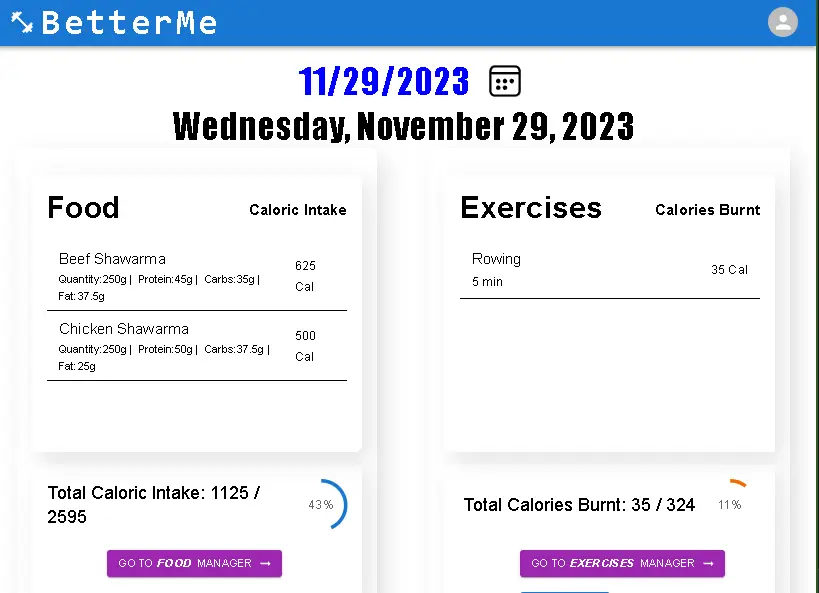 BetterMe
11/29/2023
Wednesday, November 29, 2023
Food
Caloric Intake
Beef Shawarma
Quantity:250g | Protein:45g | Carbs:35g |
Fat:37.5g
625
Cal
Chicken Shawarma
Quantity:250g | Protein:50g | Carbs:37.5g |
Fat:25g
500
Cal
Total Caloric Intake: 1125 /
2595
43%
GO TO FOOD MANAGER →
Exercises
Calories Burnt
Rowing
5 min
35 Cal
Total Calories Burnt: 35 / 324
11%
GO TO EXERCISES MANAGER →